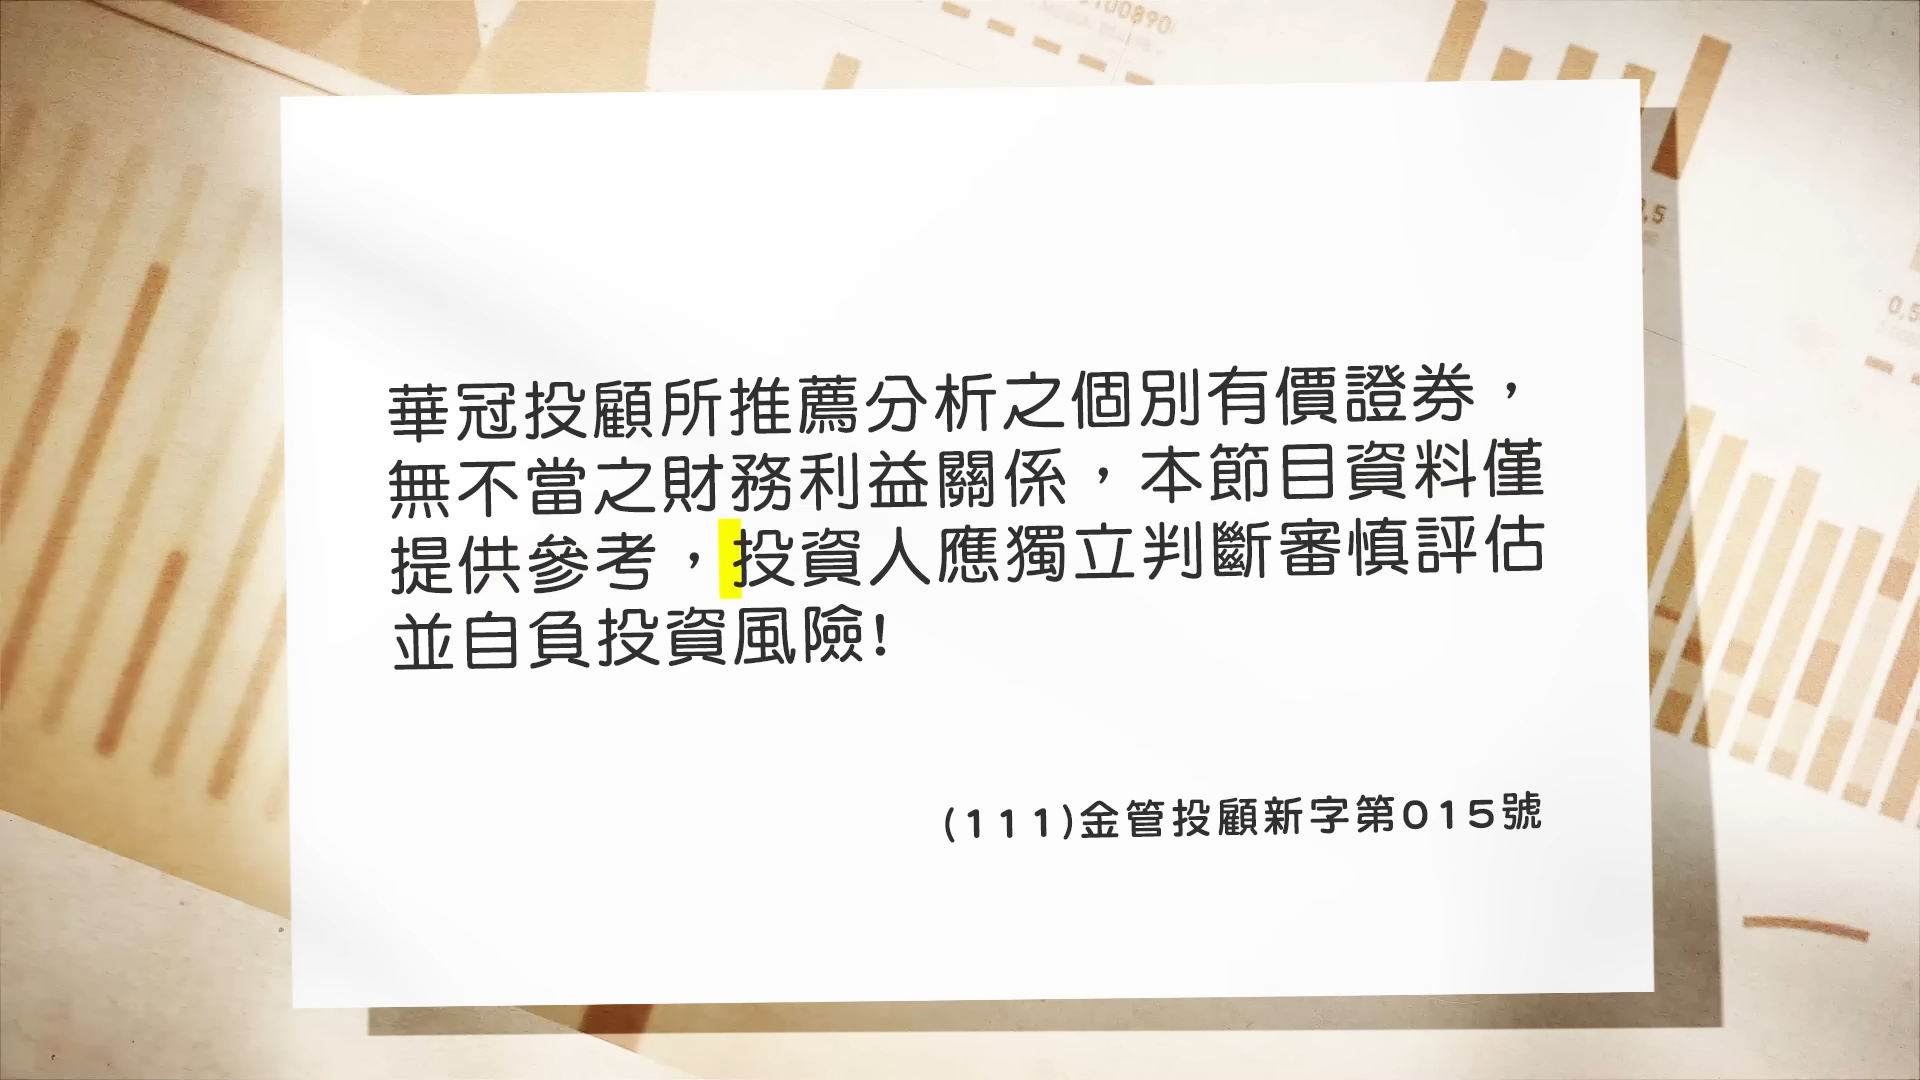 華冠投顧所推薦分析之個別有價證券，
無不當之財務利益關係，本節目資料僅
提供參考，投資人應獨立判斷審慎評估
並自負投資風險!
(111)金管投顧新字第015號